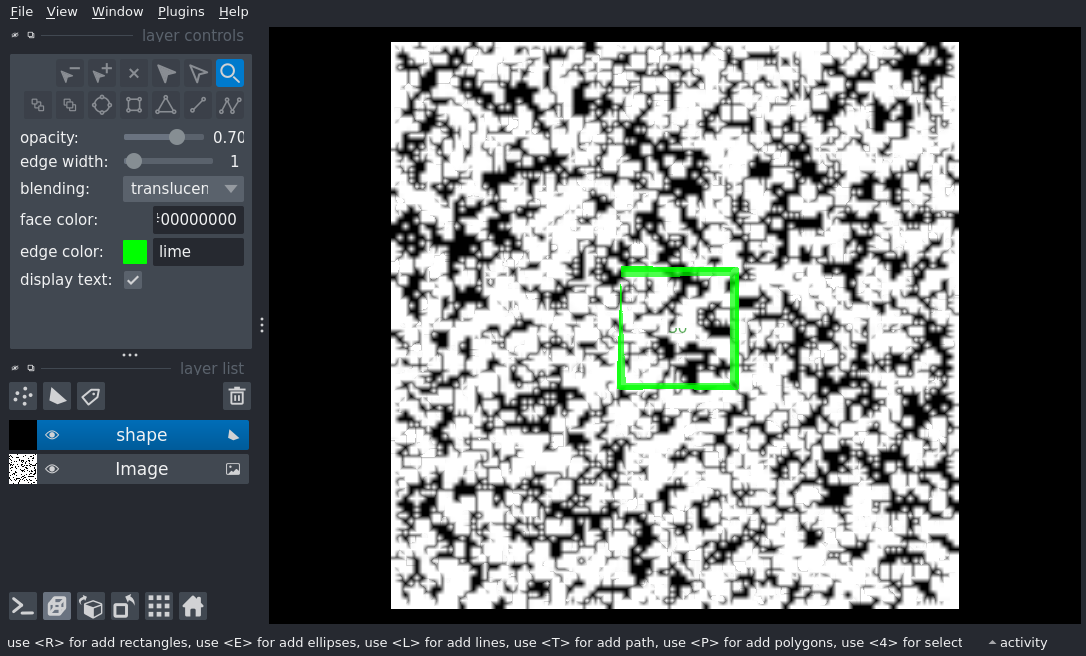 File View Window Plugins Help
layer controls
opacity: 0.70
edge width: 1
blending: translucen
face color: 00000000
edge color: lime
display text:
layer list
shape
Image
use <R> for add rectangles, use <E> for add ellipses, use <L> for add lines, use <T> for add path, use <P> for add polygons, use <4> for select
activity